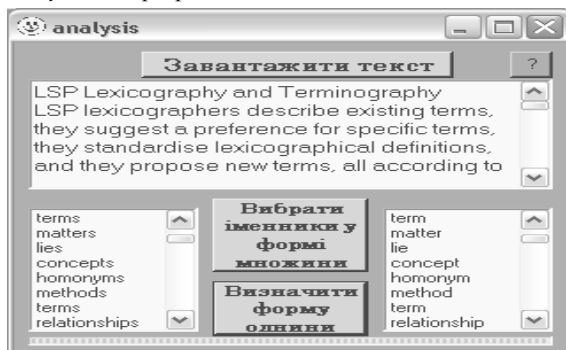 analysis
Завантажити текст
?
LSP Lexicography and Terminography
LSP lexicographers describe existing terms,
they suggest a preference for specific terms,
they standardise lexicographical definitions,
and they propose new terms, all according to
terms
matters
lies
concepts
homonyms
methods
terms
relationships
Вибрати
іменники у
формі
множини
Визначити
форму
однини
term
matter
lie
concept
homonym
method
term
relationship